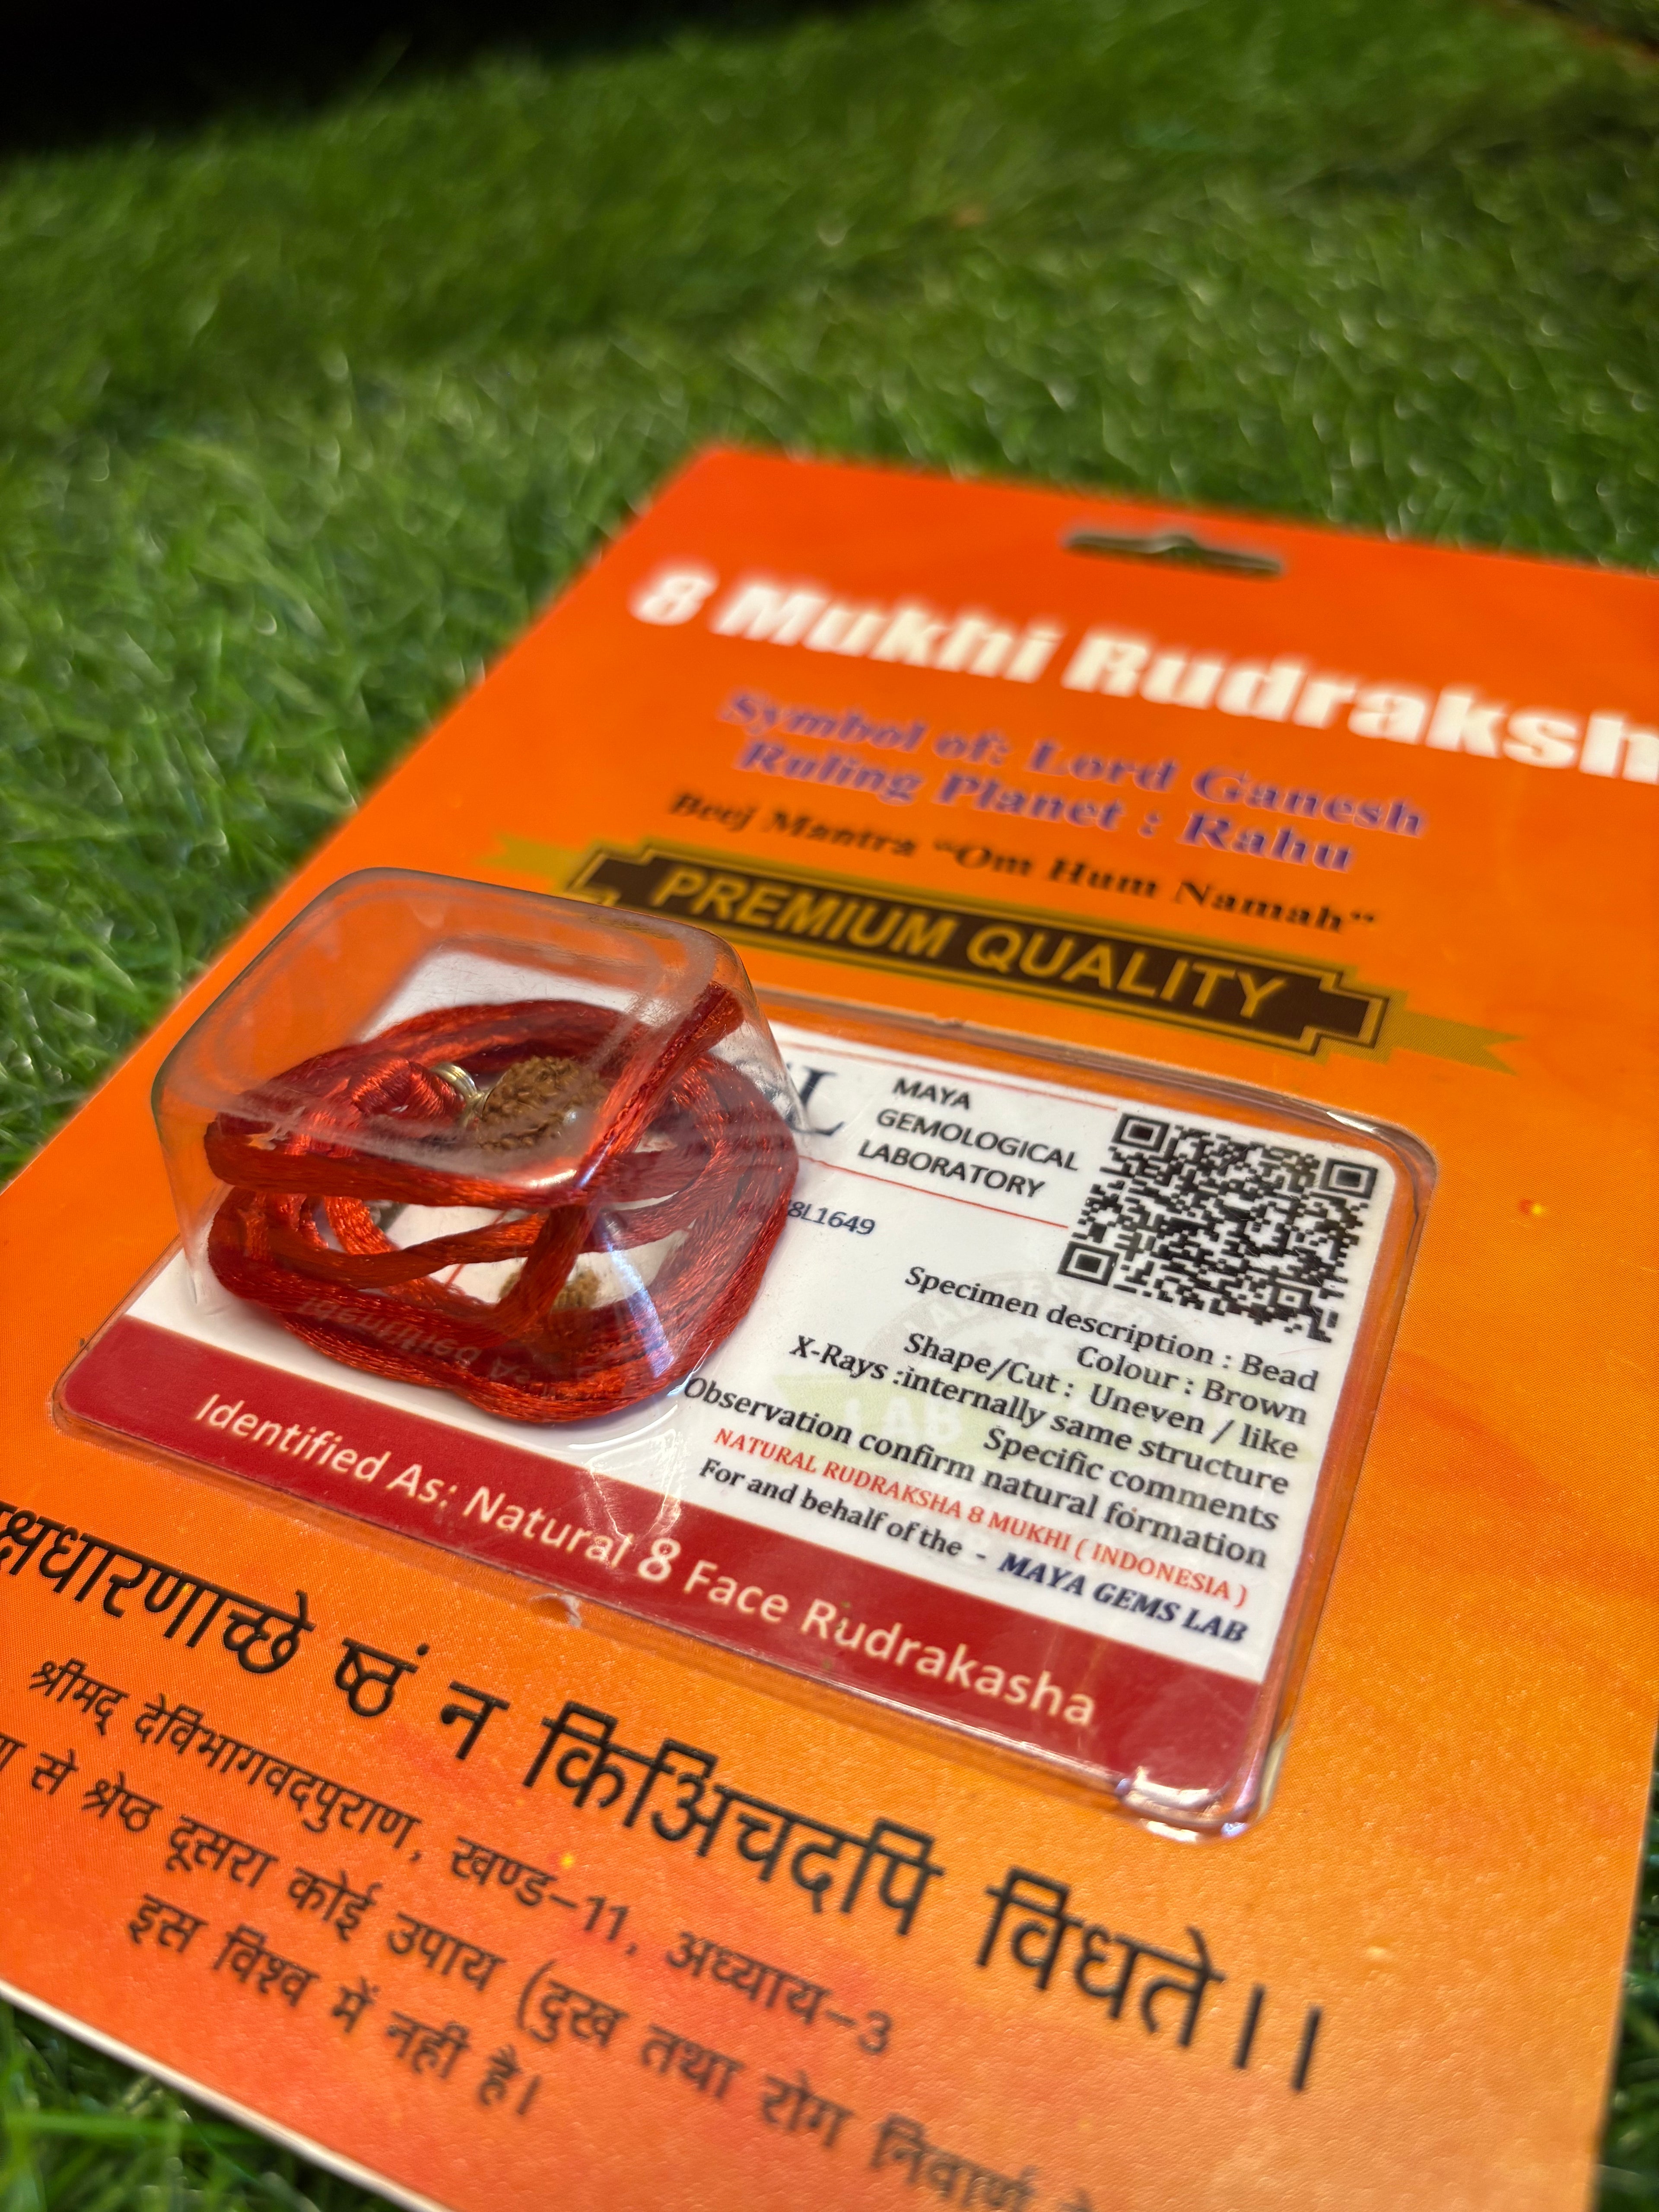 8 Mukhi Rudraksh
Symbol of: Lord Ganesh
Ruling Planet : Rahu
Beej Mantra “Om Hum Namah“
PREMIUM QUALITY
MAYA
GEMOLOGICAL
LABORATORY
8L1649
Specimen description : Bead
Colour : Brown
Shape/Cut : Uneven / like
X-Rays :internally same structure
Specific comments
Observation confirm natural formation
NATURAL RUDRAKSHA 8 MUKHI ( INDONESIA )
For and behalf of the - MAYA GEMS LAB
Identified As: Natural 8 Face Rudrakasha
क्षधारणाच्छे ष्ठं न किञिचदपि विधते।।
श्रीमद् देविभागवदपुराण, खण्ड–11, अध्याय–3
से श्रेष्ठ दूसरा कोई उपाय (दुख तथा रोग निवार्ण
इस विश्व में नहीं है।